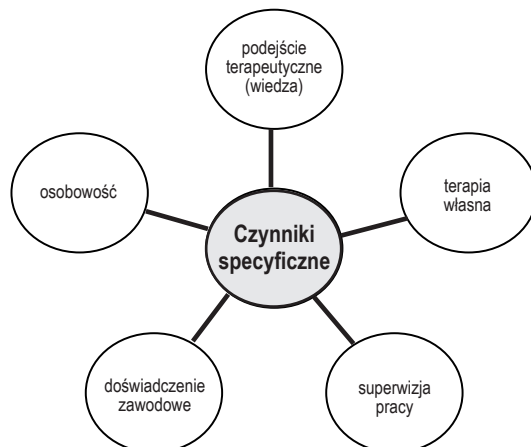 podejście
terapeutyczne
(wiedza)
osobowość
terapia
własna
Czynniki
specyficzne
doświadczenie
zawodowe
superwizja
pracy